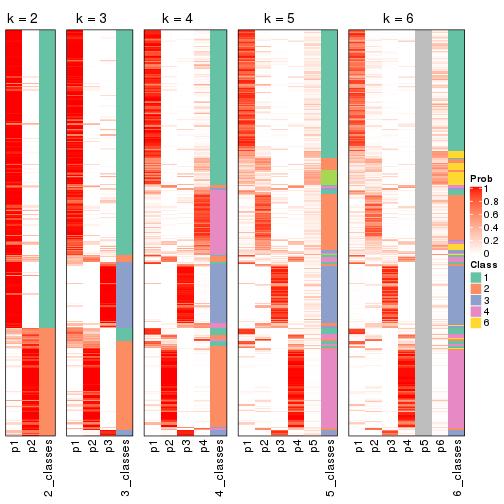 k = 2 k = 3 k = 4 k = 5 k = 6
Prob
1
0.8
0.6
0.4
0.2
0
Class
1
2
3
4
6
p1 p2 2_classes p1 p2 p3 3_classes p1 p2 p3 p4 4_classes p1 p2 p3 p4 p5 5_classes p1 p2 p3 p4 p5 p6 6_classes